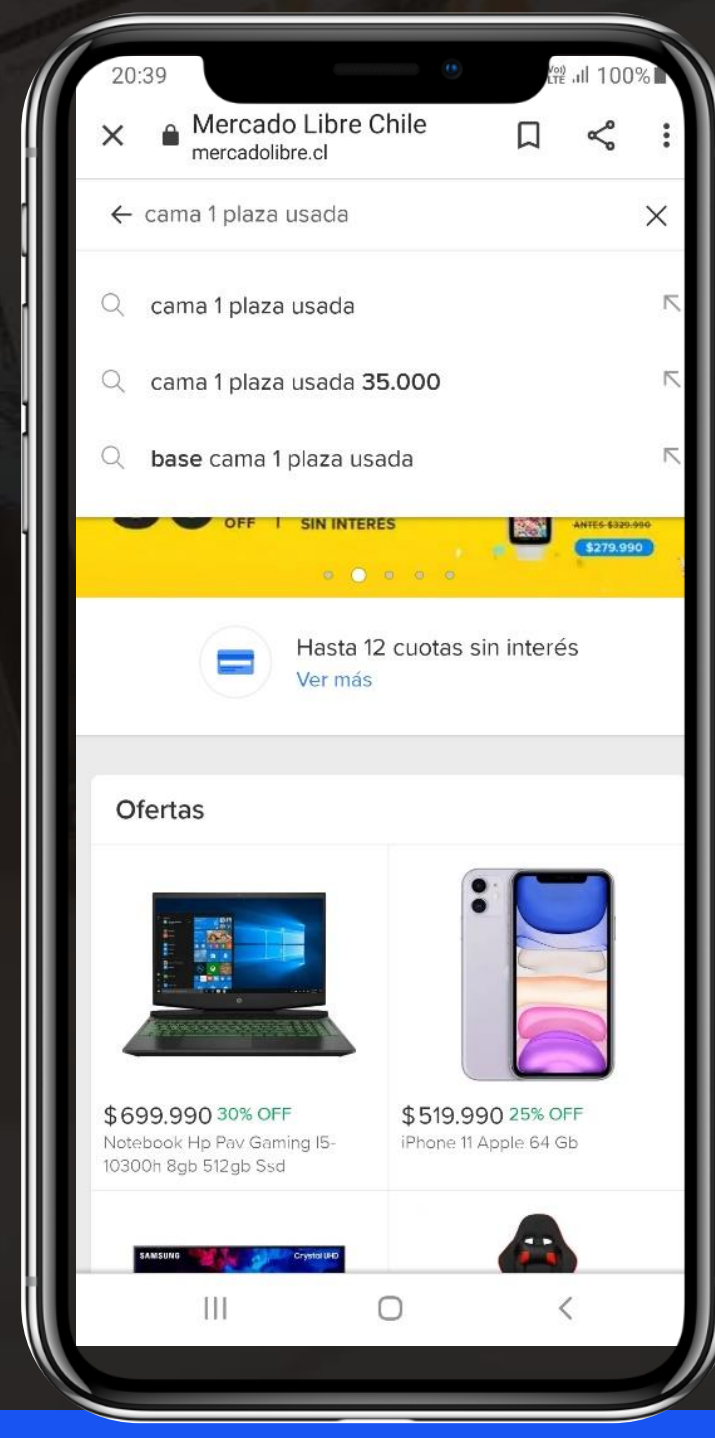 20:39
100%
Mercado Libre Chile
mercadolibre.cl
cama 1 plaza usada
cama 1 plaza usada
cama 1 plaza usada 35.000
base cama 1 plaza usada
OFF
SIN INTERÉS
ANTES $329.990
$279.990
Hasta 12 cuotas sin interés
Ver más
Ofertas
$699.990 30% OFF
Notebook Hp Pav Gaming I5-
10300h 8gb 512gb Ssd
$519.990 25% OFF
iPhone 11 Apple 64 Gb
SAMSUNG
Crystal UHD